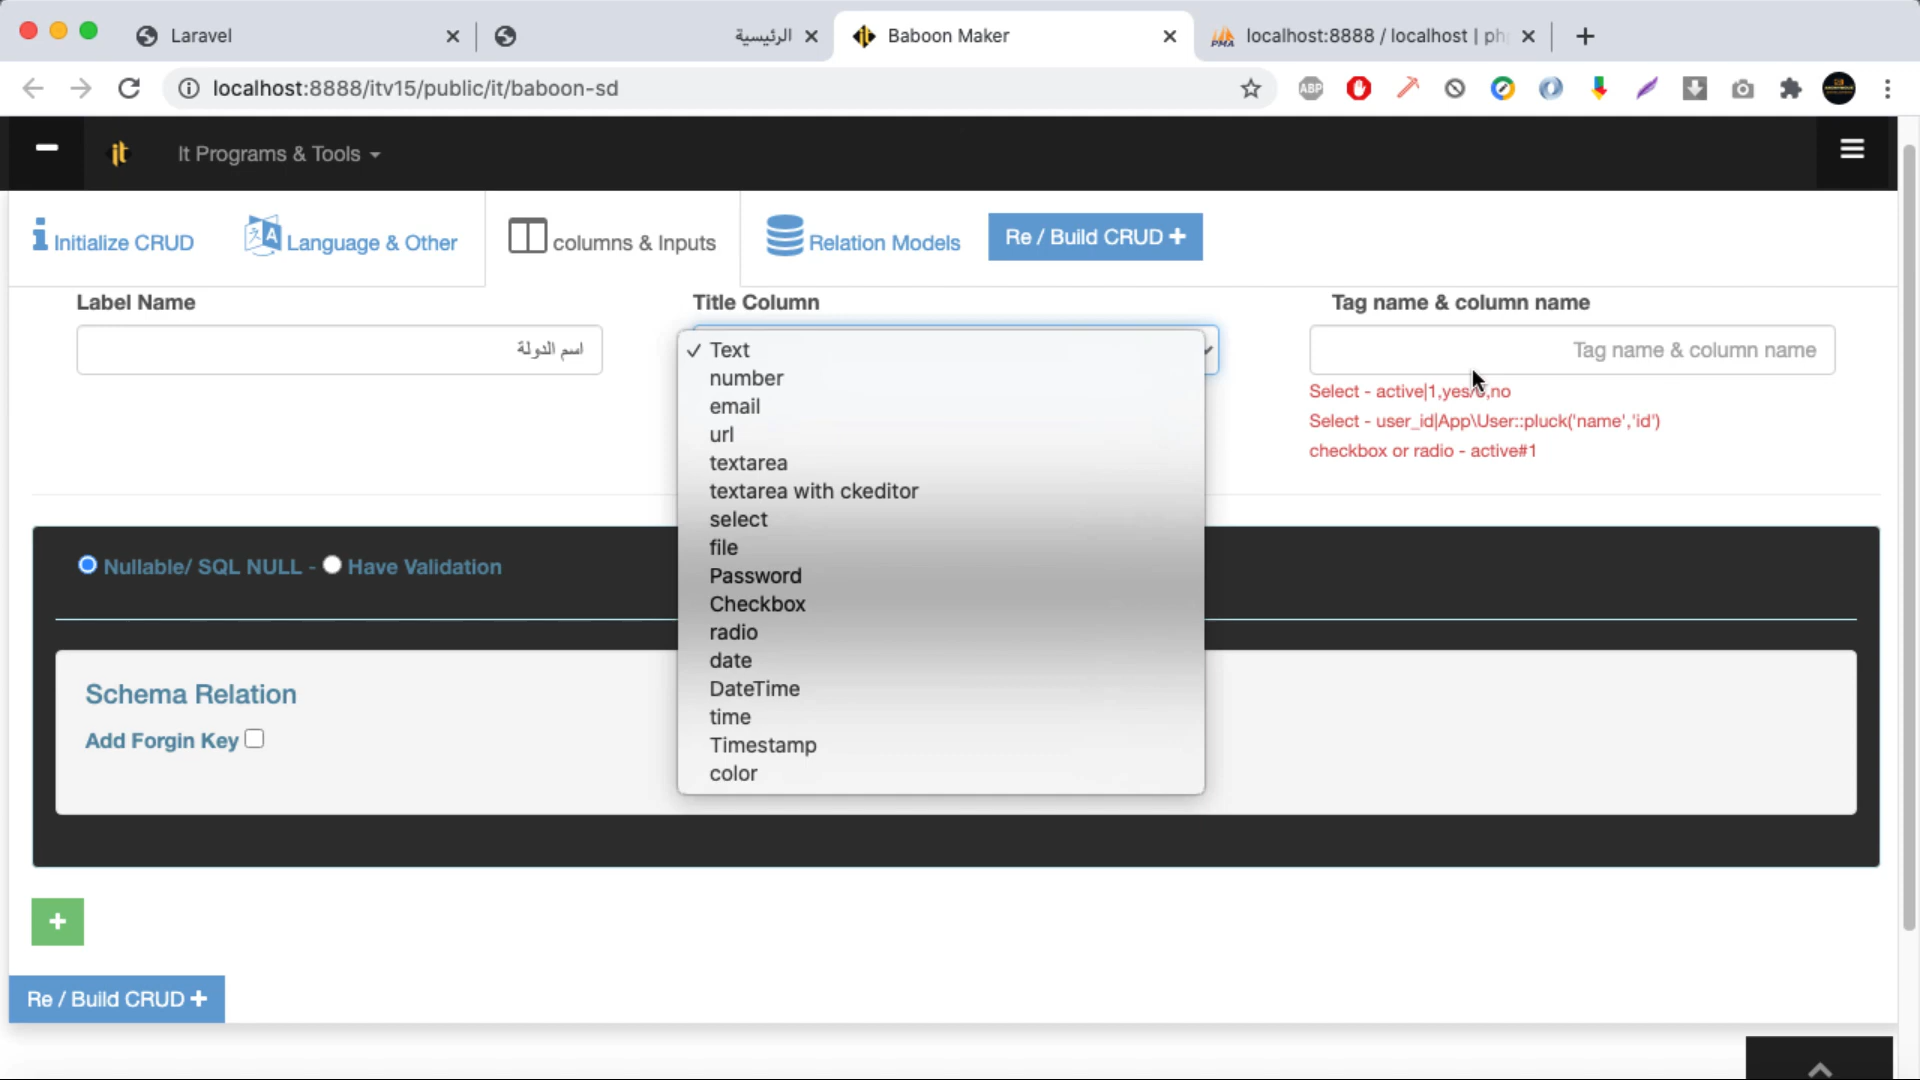 Laravel
الرئيسية
Baboon Maker
localhost:8888 / localhost | ph
localhost:8888/itv15/public/it/baboon-sd
ABP
it
It Programs & Tools
Initialize CRUD
Language & Other
columns & Inputs
Relation Models
Re / Build CRUD +
Label Name
Title Column
Tag name & column name
اسم الدولة
Text
Tag name & column name
number
email
url
textarea
textarea with ckeditor
select
file
Password
Checkbox
radio
date
DateTime
time
Timestamp
color
Select - active|1,yes/0,no
Select - user_id|App\User::pluck('name','id')
checkbox or radio - active#1
Nullable/ SQL NULL - Have Validation
Schema Relation
Add Forgin Key
+
Re / Build CRUD +